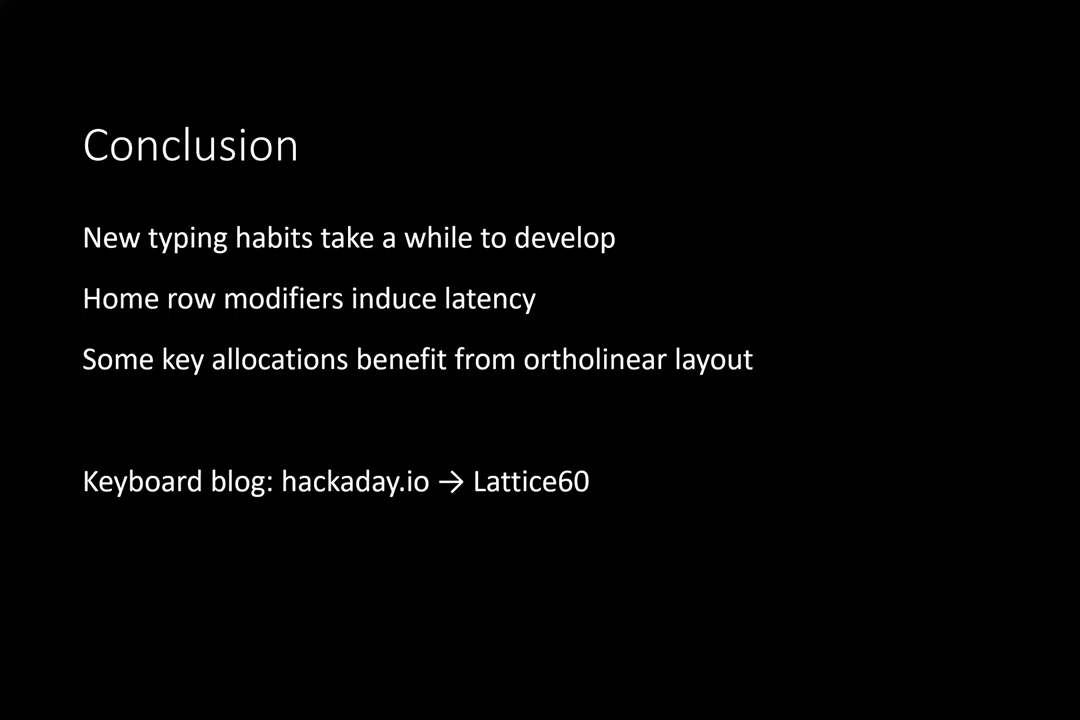 Conclusion
New typing habits take a while to develop
Home row modifiers induce latency
Some key allocations benefit from ortholinear layout
Keyboard blog: hackaday.io → Lattice60